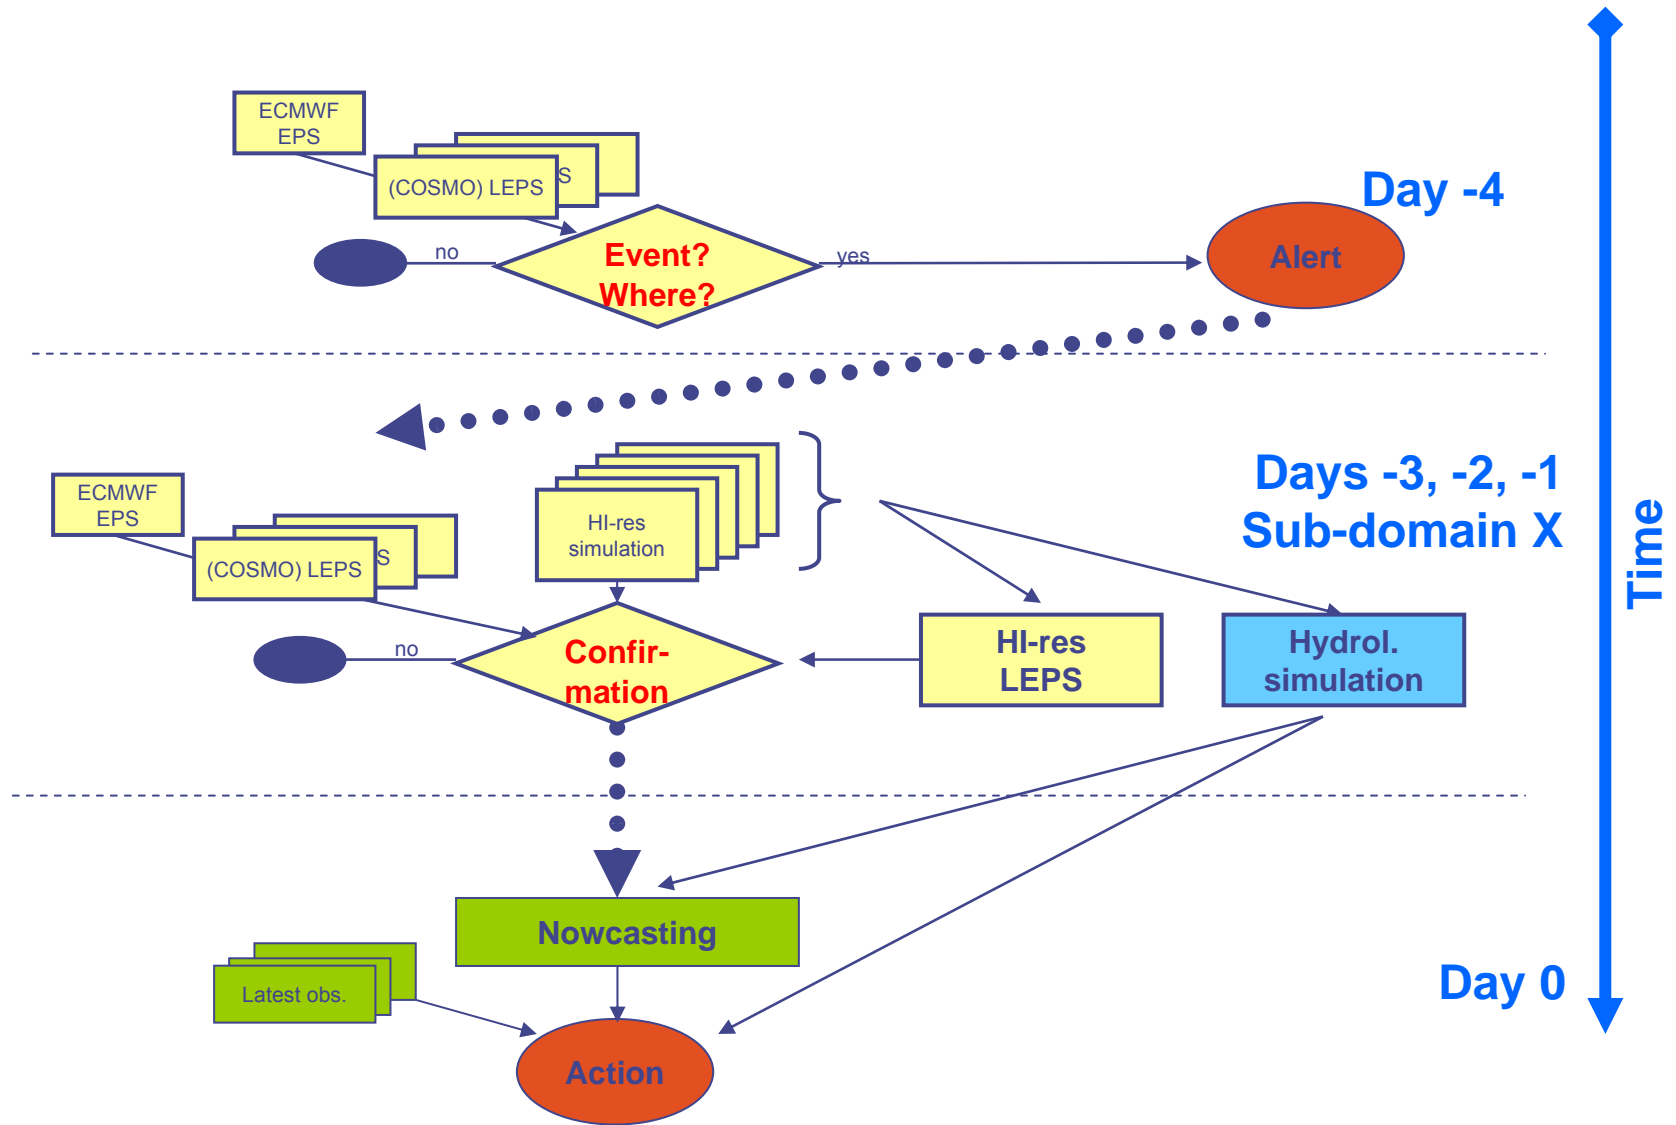 ECMWF
EPS
S
(COSMO) LEPS
Day -4
no
Event?
Where?
yes
Alert
Days -3, -2, -1
Sub-domain X
Time
ECMWF
EPS
S
(COSMO) LEPS
HI-res
simulation
no
Confir-
mation
HI-res
LEPS
Hydrol.
simulation
Nowcasting
Latest obs.
Day 0
Action